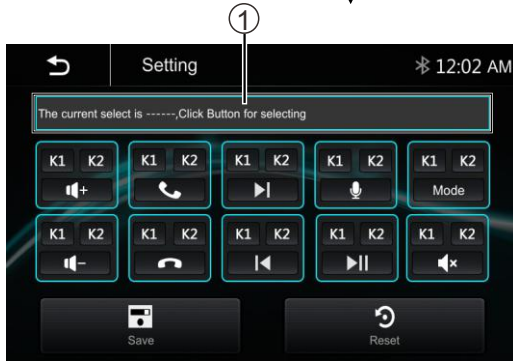 1
Setting
12:02 AM
The current select is ------,Click Button for selecting
K1 K2 K1 K2 K1 K2 K1 K2 K1 K2
+ Mode
K1 K2 K1 K2 K1 K2 K1 K2 K1 K2
Save Reset